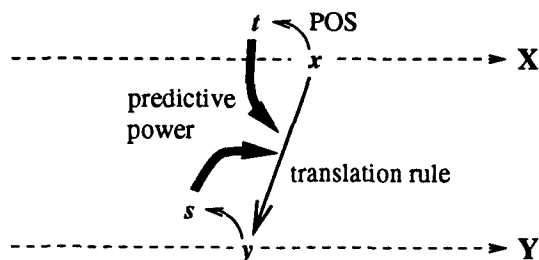 t POS
x X
predictive
power
translation rule
s
y Y